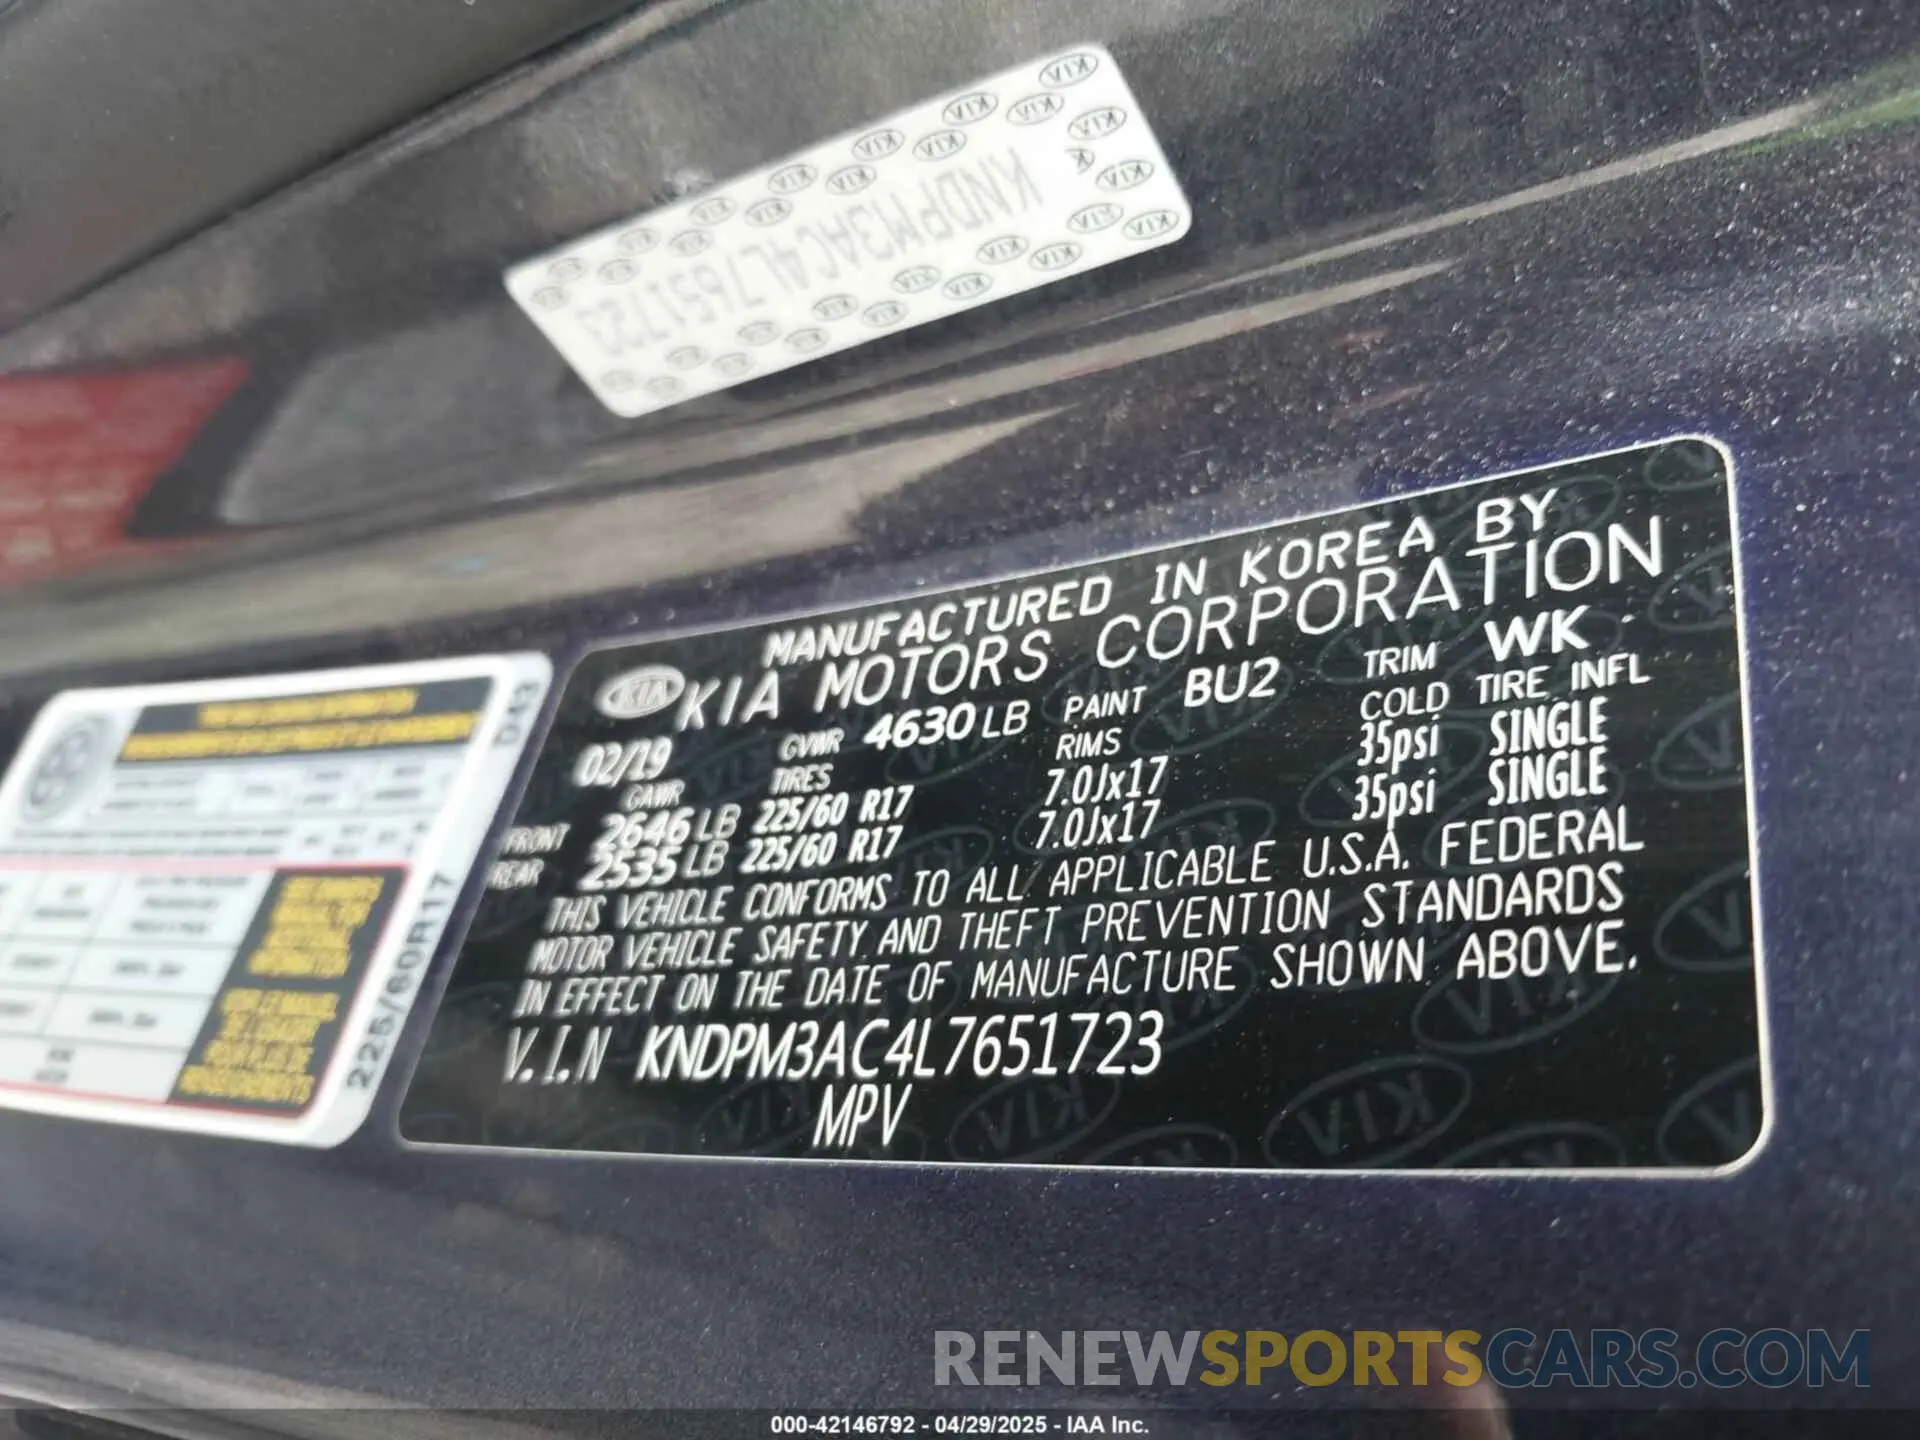 KNDPM3AC4L7651723
MANUFACTURED IN KOREA BY
KIA KIA MOTORS CORPORATION
02/19 GVWR 4630 LB PAINT BU2 TRIM WK
GAWR TIRES RIMS COLD TIRE INFL
FRONT 2646 LB 225/60 R17 7.0Jx17 35psi SINGLE
REAR 2535 LB 225/60 R17 7.0Jx17 35psi SINGLE
THIS VEHICLE CONFORMS TO ALL APPLICABLE U.S.A. FEDERAL
MOTOR VEHICLE SAFETY AND THEFT PREVENTION STANDARDS
IN EFFECT ON THE DATE OF MANUFACTURE SHOWN ABOVE.
V.I.N KNDPM3AC4L7651723
MPV
225/60R17 D43
RENEWSPORTSCARS.COM
000-42146792 - 04/29/2025 - IAA Inc.